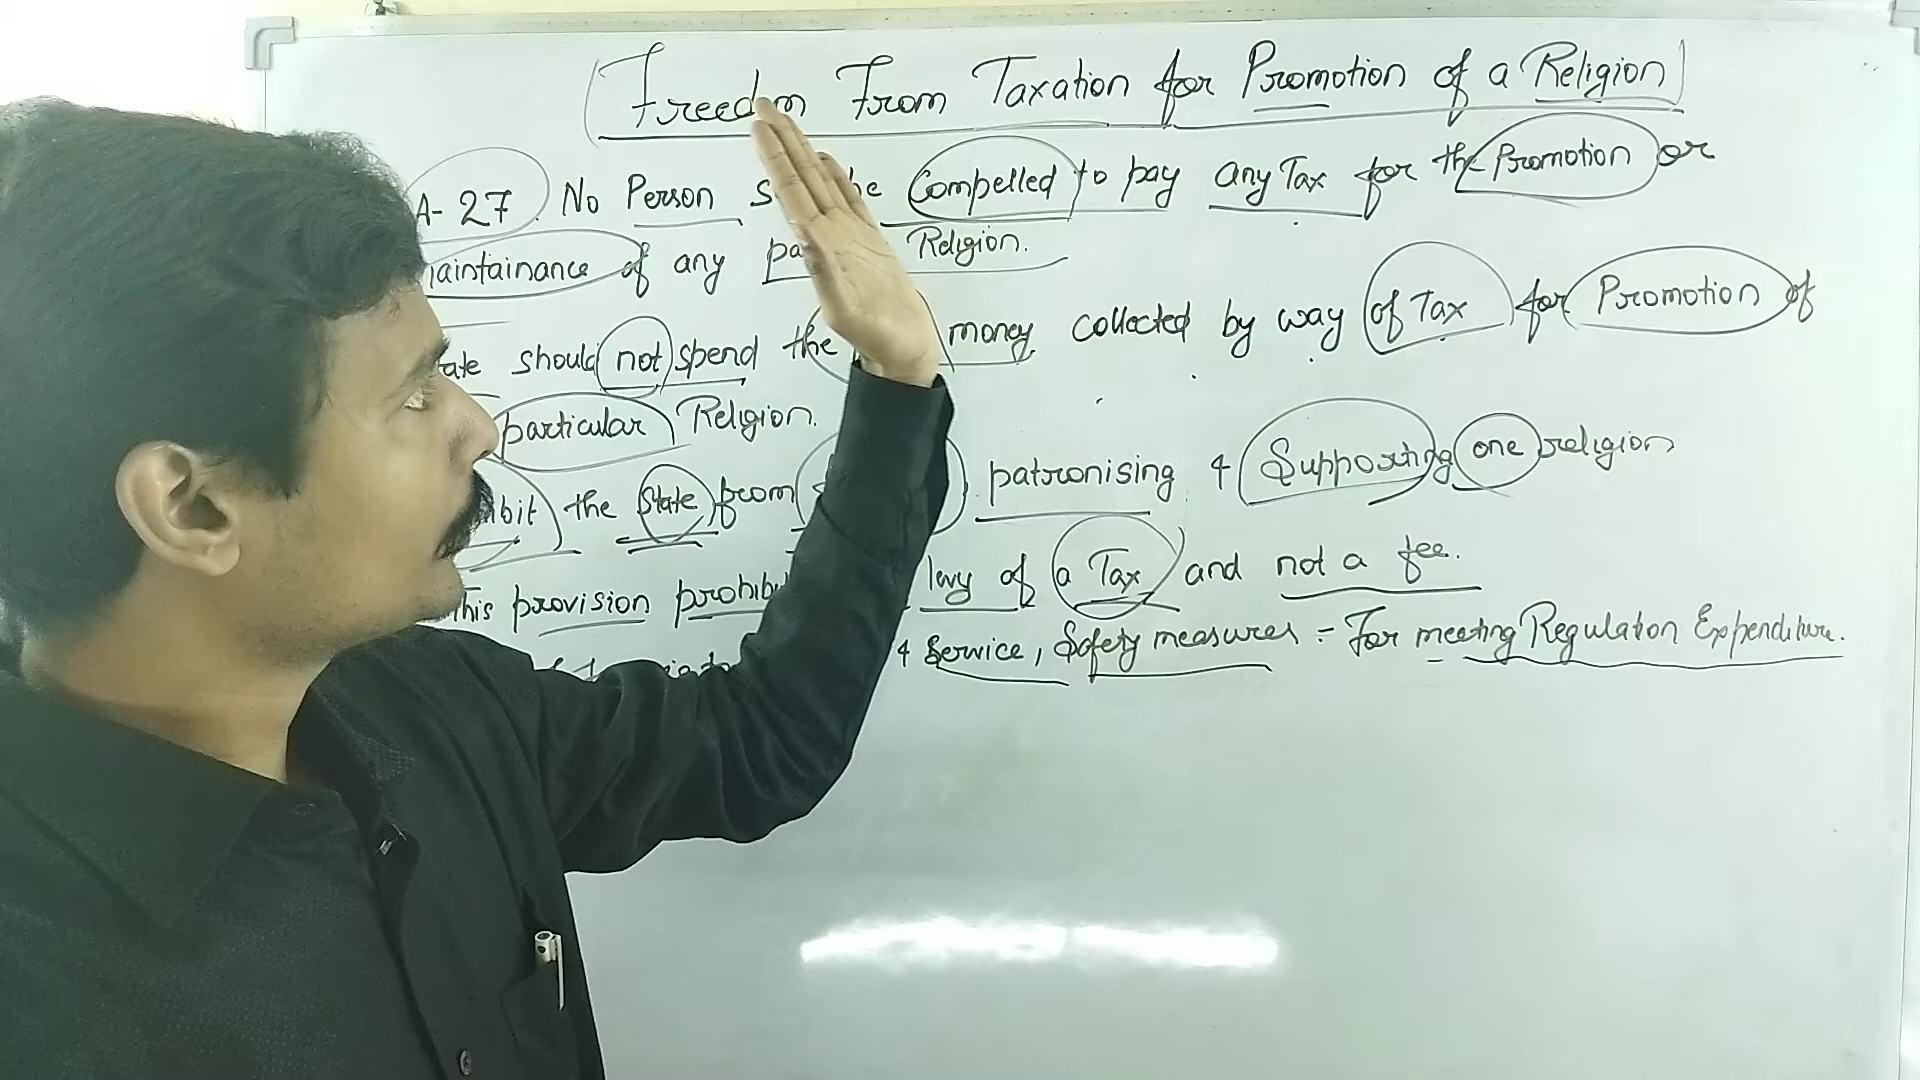 Freedom From Taxation for Promotion of a Religion
A-27. No Person be Compelled to pay any Tax for the Promotion or
aintainance of any pa Religion.
ate should not spend the money collected by way of Tax for Promotion of
particular Religion.
ibit the State from patronising & Supporting one religion
This provision prohib levy of a Tax and not a fee.
& Service, Safety measures = For meeting Regulation Expenditure.